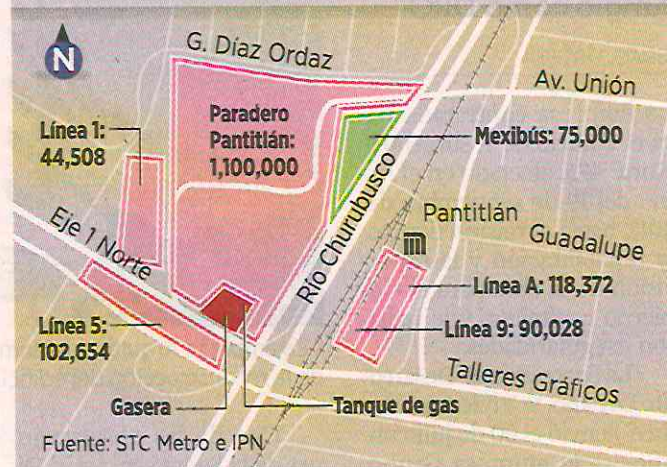 N
G. Díaz Ordaz
Av. Unión
Línea 1:
44,508
Paradero
Pantitlán:
1,100,000
Mexibús: 75,000
Río Churubusco
Pantitlán
Guadalupe
Eje 1 Norte
Línea A: 118,372
Línea 5:
102,654
Línea 9: 90,028
Talleres Gráficos
Gasera
Tanque de gas
Fuente: STC Metro e IPN